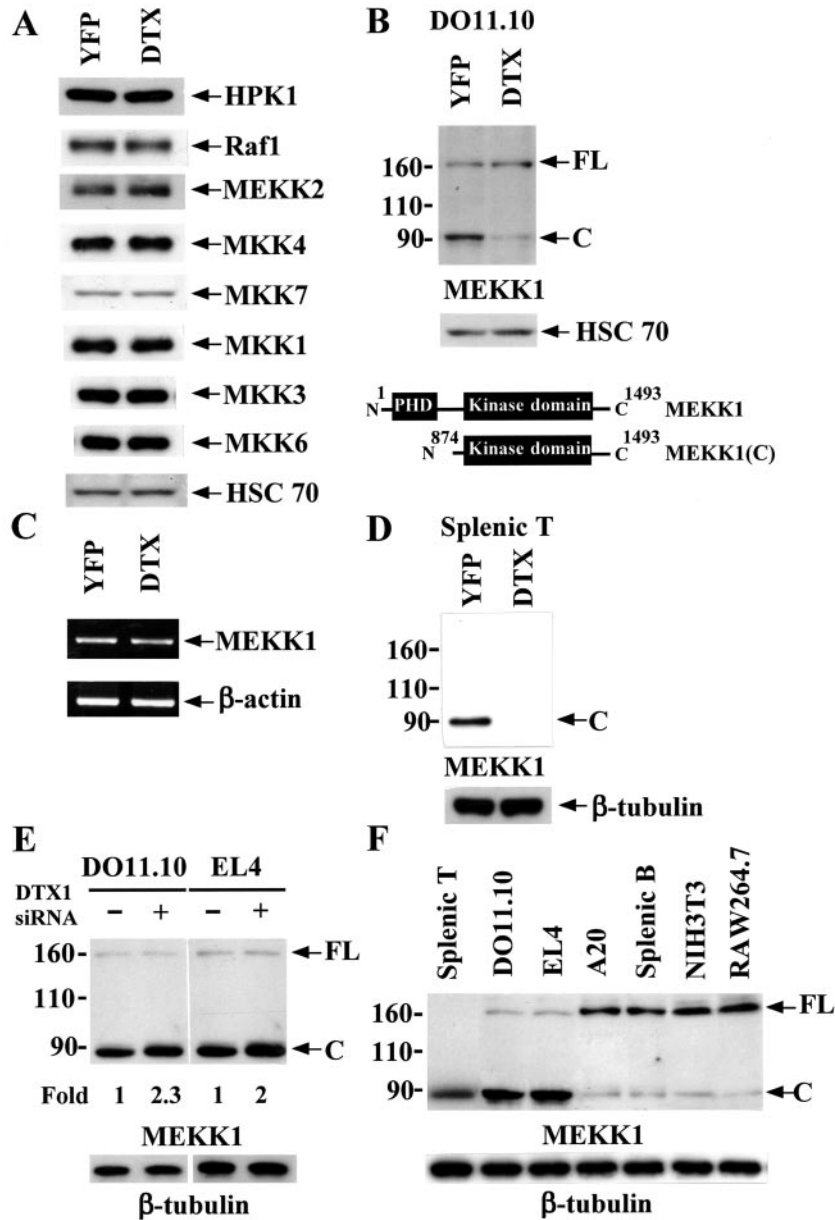 A
YFP DTX
HPK1
Raf1
MEKK2
MKK4
MKK7
MKK1
MKK3
MKK6
HSC 70
B
DO11.10
YFP DTX
160-
110-
90-
FL
C
MEKK1
HSC 70
N 1 PHD Kinase domain C 1493 MEKK1
N 874 Kinase domain C 1493 MEKK1(C)
C
YFP DTX
MEKK1
β-actin
D
Splenic T
YFP DTX
160-
110-
90-
C
MEKK1
β-tubulin
E
DO11.10 EL4
DTX1
siRNA - + - +
160-
110-
90-
FL
C
Fold 1 2.3 1 2
MEKK1
β-tubulin
F
Splenic T DO11.10 EL4 A20 Splenic B NIH3T3 RAW264.7
160-
110-
90-
FL
C
MEKK1
β-tubulin